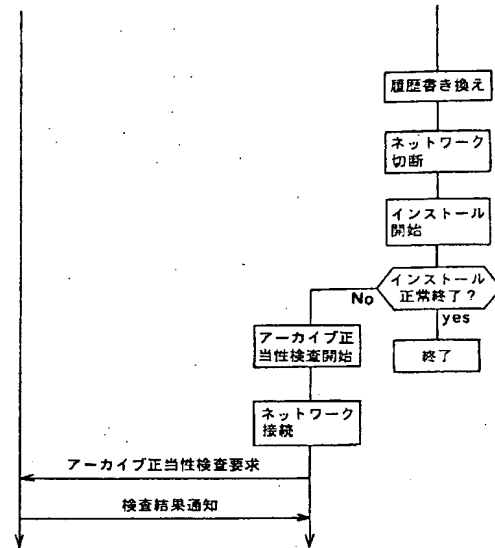 履歴書き換え
ネットワーク
切断
インストール
開始
インストール
正常終了？
No
yes
アーカイブ正
当性検査開始
終了
ネットワーク
接続
アーカイブ正当性検査要求
検査結果通知